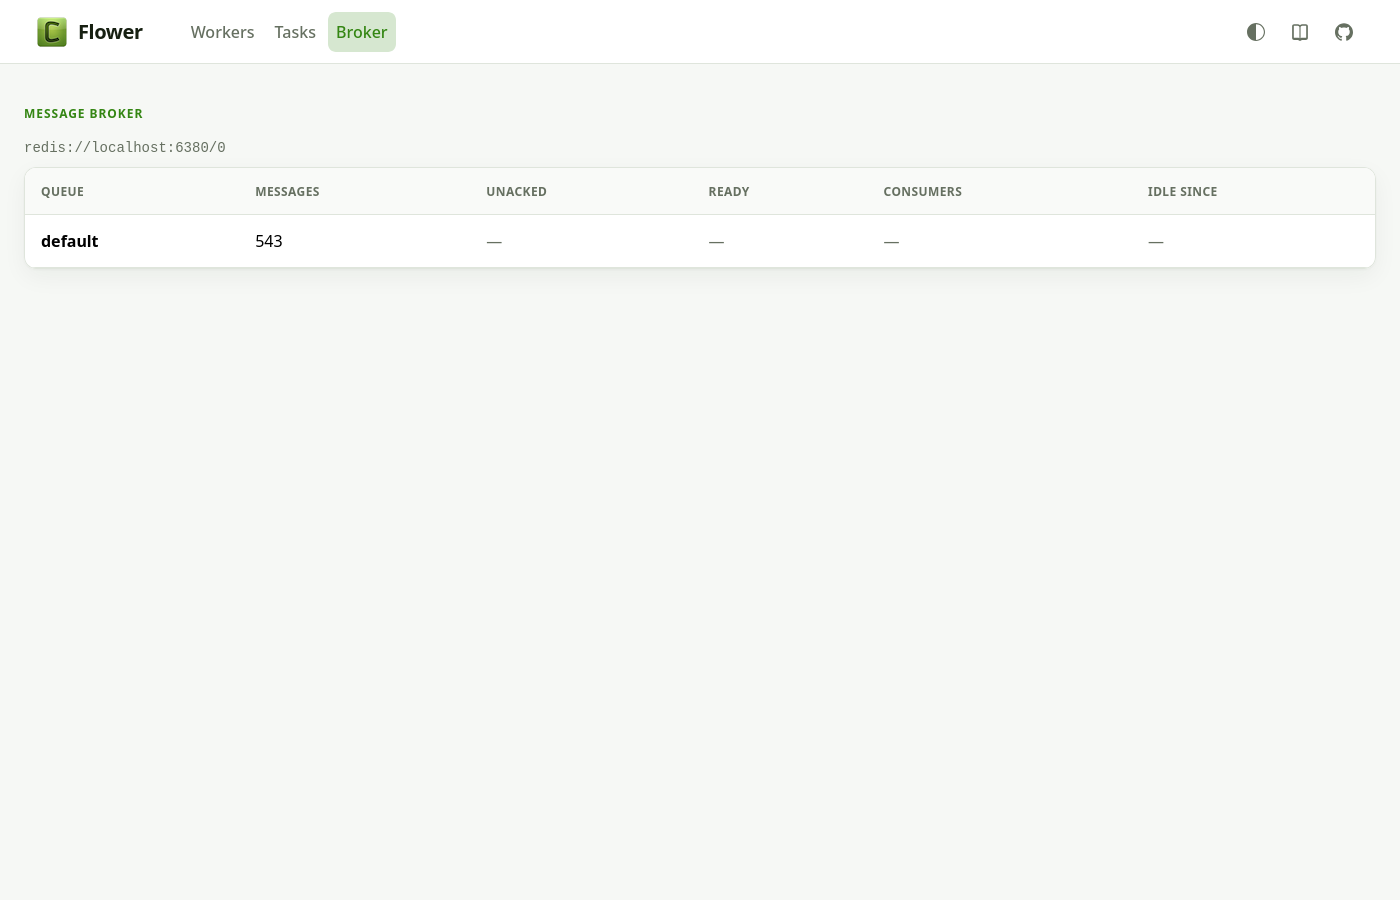 Flower Workers Tasks Broker
MESSAGE BROKER
redis://localhost:6380/0
QUEUE MESSAGES UNACKED READY CONSUMERS IDLE SINCE
default 543 — — — —